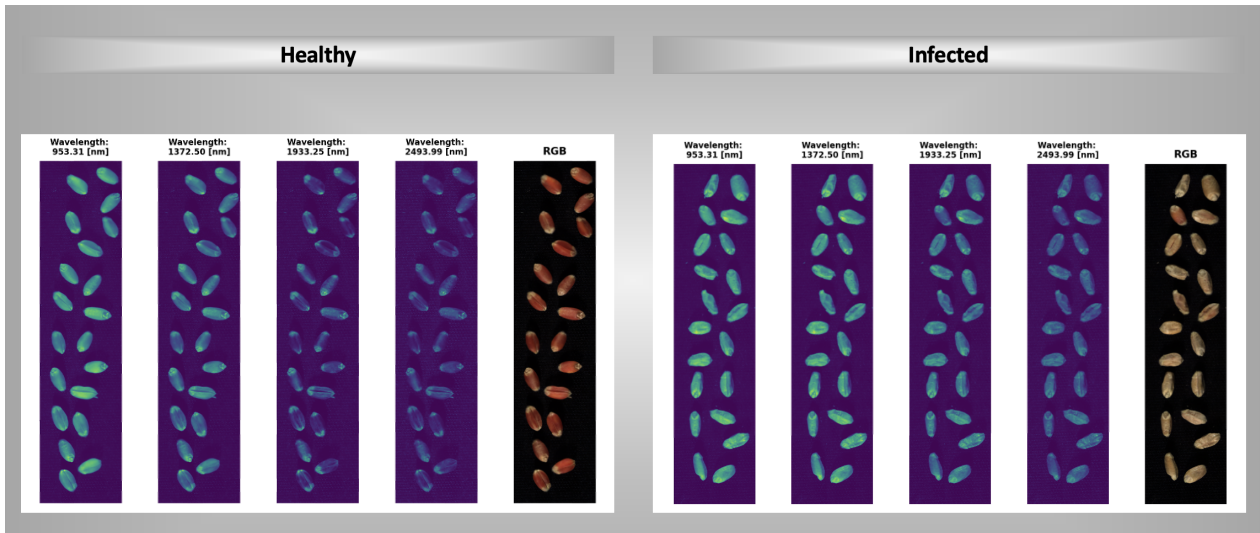 Healthy
Wavelength:
953.31 [nm]
Wavelength:
1372.50 [nm]
Wavelength:
1933.25 [nm]
Wavelength:
2493.99 [nm]
RGB
Infected
Wavelength:
953.31 [nm]
Wavelength:
1372.50 [nm]
Wavelength:
1933.25 [nm]
Wavelength:
2493.99 [nm]
RGB